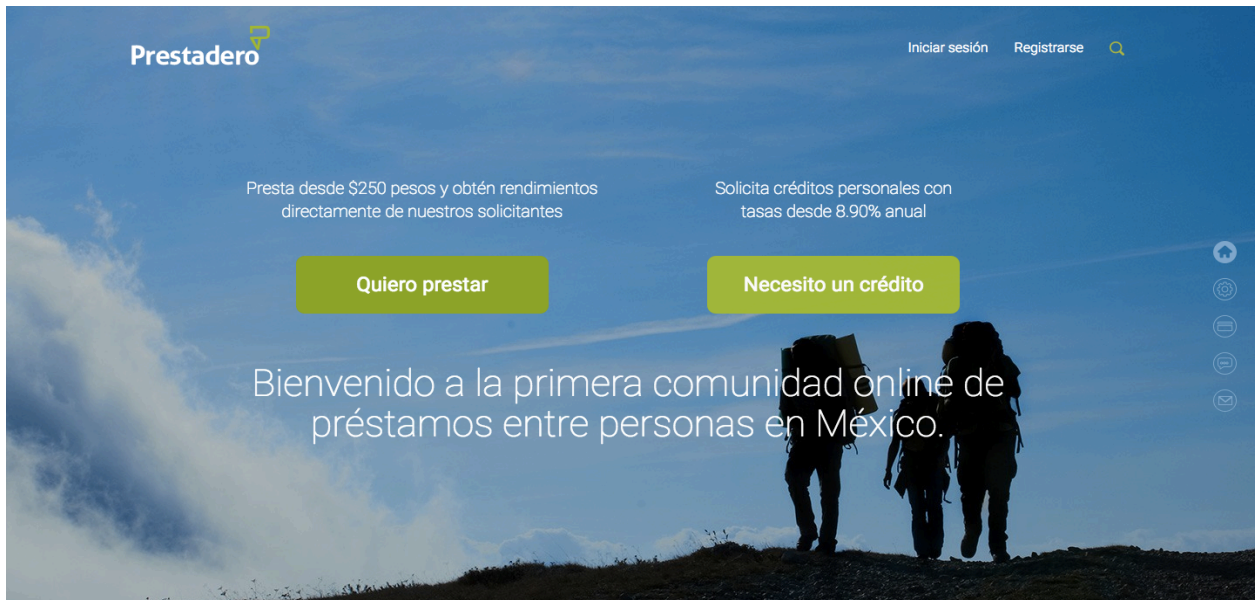 Prestadero
Iniciar sesión
Registrarse
Presta desde $250 pesos y obtén rendimientos
directamente de nuestros solicitantes
Quiero prestar
Solicita créditos personales con
tasas desde 8.90% anual
Necesito un crédito
Bienvenido a la primera comunidad online de
préstamos entre personas en México.